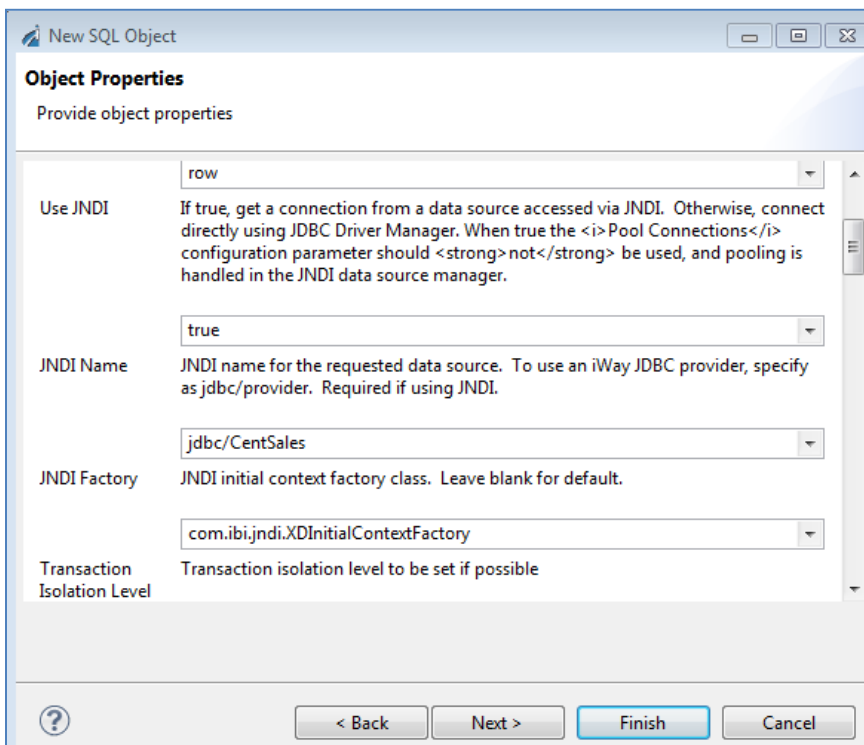 New SQL Object
Object Properties
Provide object properties
row
Use JNDI
If true, get a connection from a data source accessed via JNDI. Otherwise, connect
directly using JDBC Driver Manager. When true the <i>Pool Connections</i>
configuration parameter should <strong>not</strong> be used, and pooling is
handled in the JNDI data source manager.
true
JNDI Name
JNDI name for the requested data source. To use an iWay JDBC provider, specify
as jdbc/provider. Required if using JNDI.
jdbc/CentSales
JNDI Factory
JNDI initial context factory class. Leave blank for default.
com.ibi.jndi.XDInitialContextFactory
Transaction
Isolation Level
Transaction isolation level to be set if possible
?
< Back
Next >
Finish
Cancel